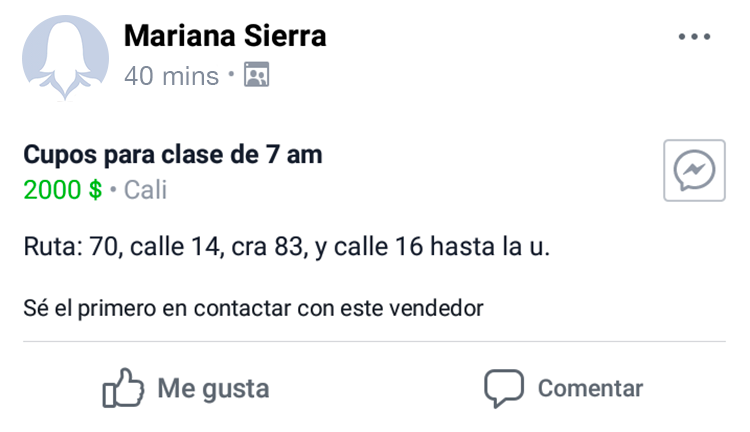 Mariana Sierra
40 mins •
Cupos para clase de 7 am
2000 $ • Cali
Ruta: 70, calle 14, cra 83, y calle 16 hasta la u.
Sé el primero en contactar con este vendedor
Me gusta
Comentar